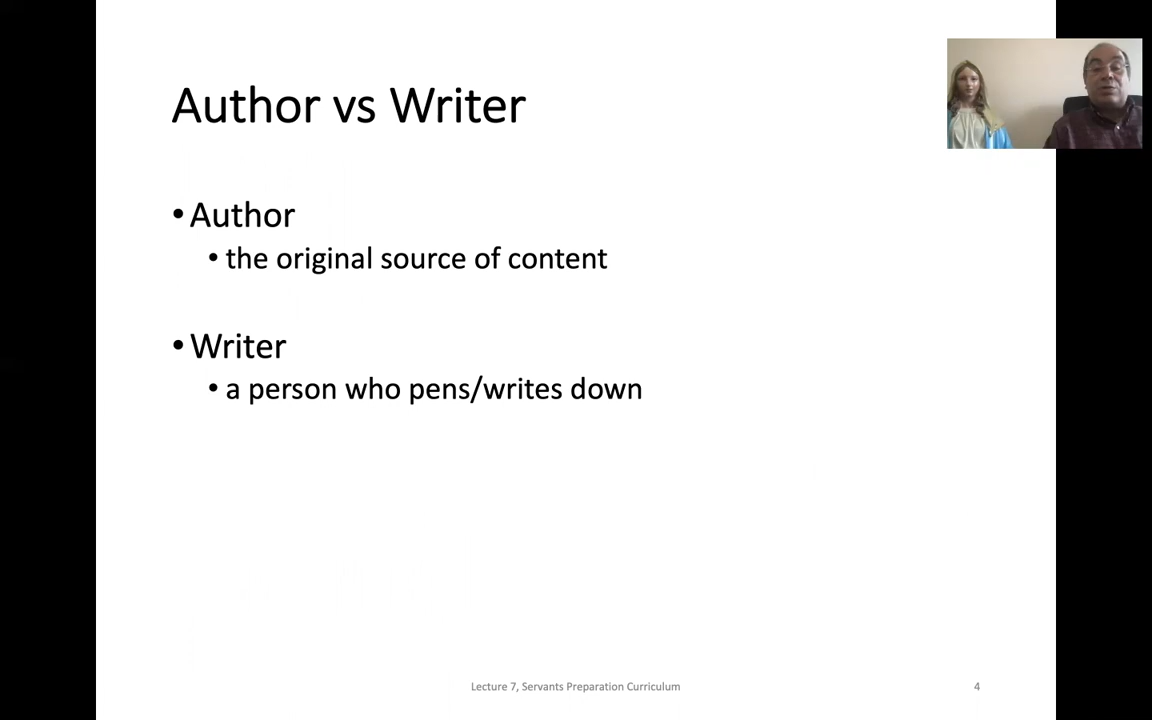 Author vs Writer
• Author
• the original source of content
• Writer
• a person who pens/writes down
Lecture 7, Servants Preparation Curriculum
4